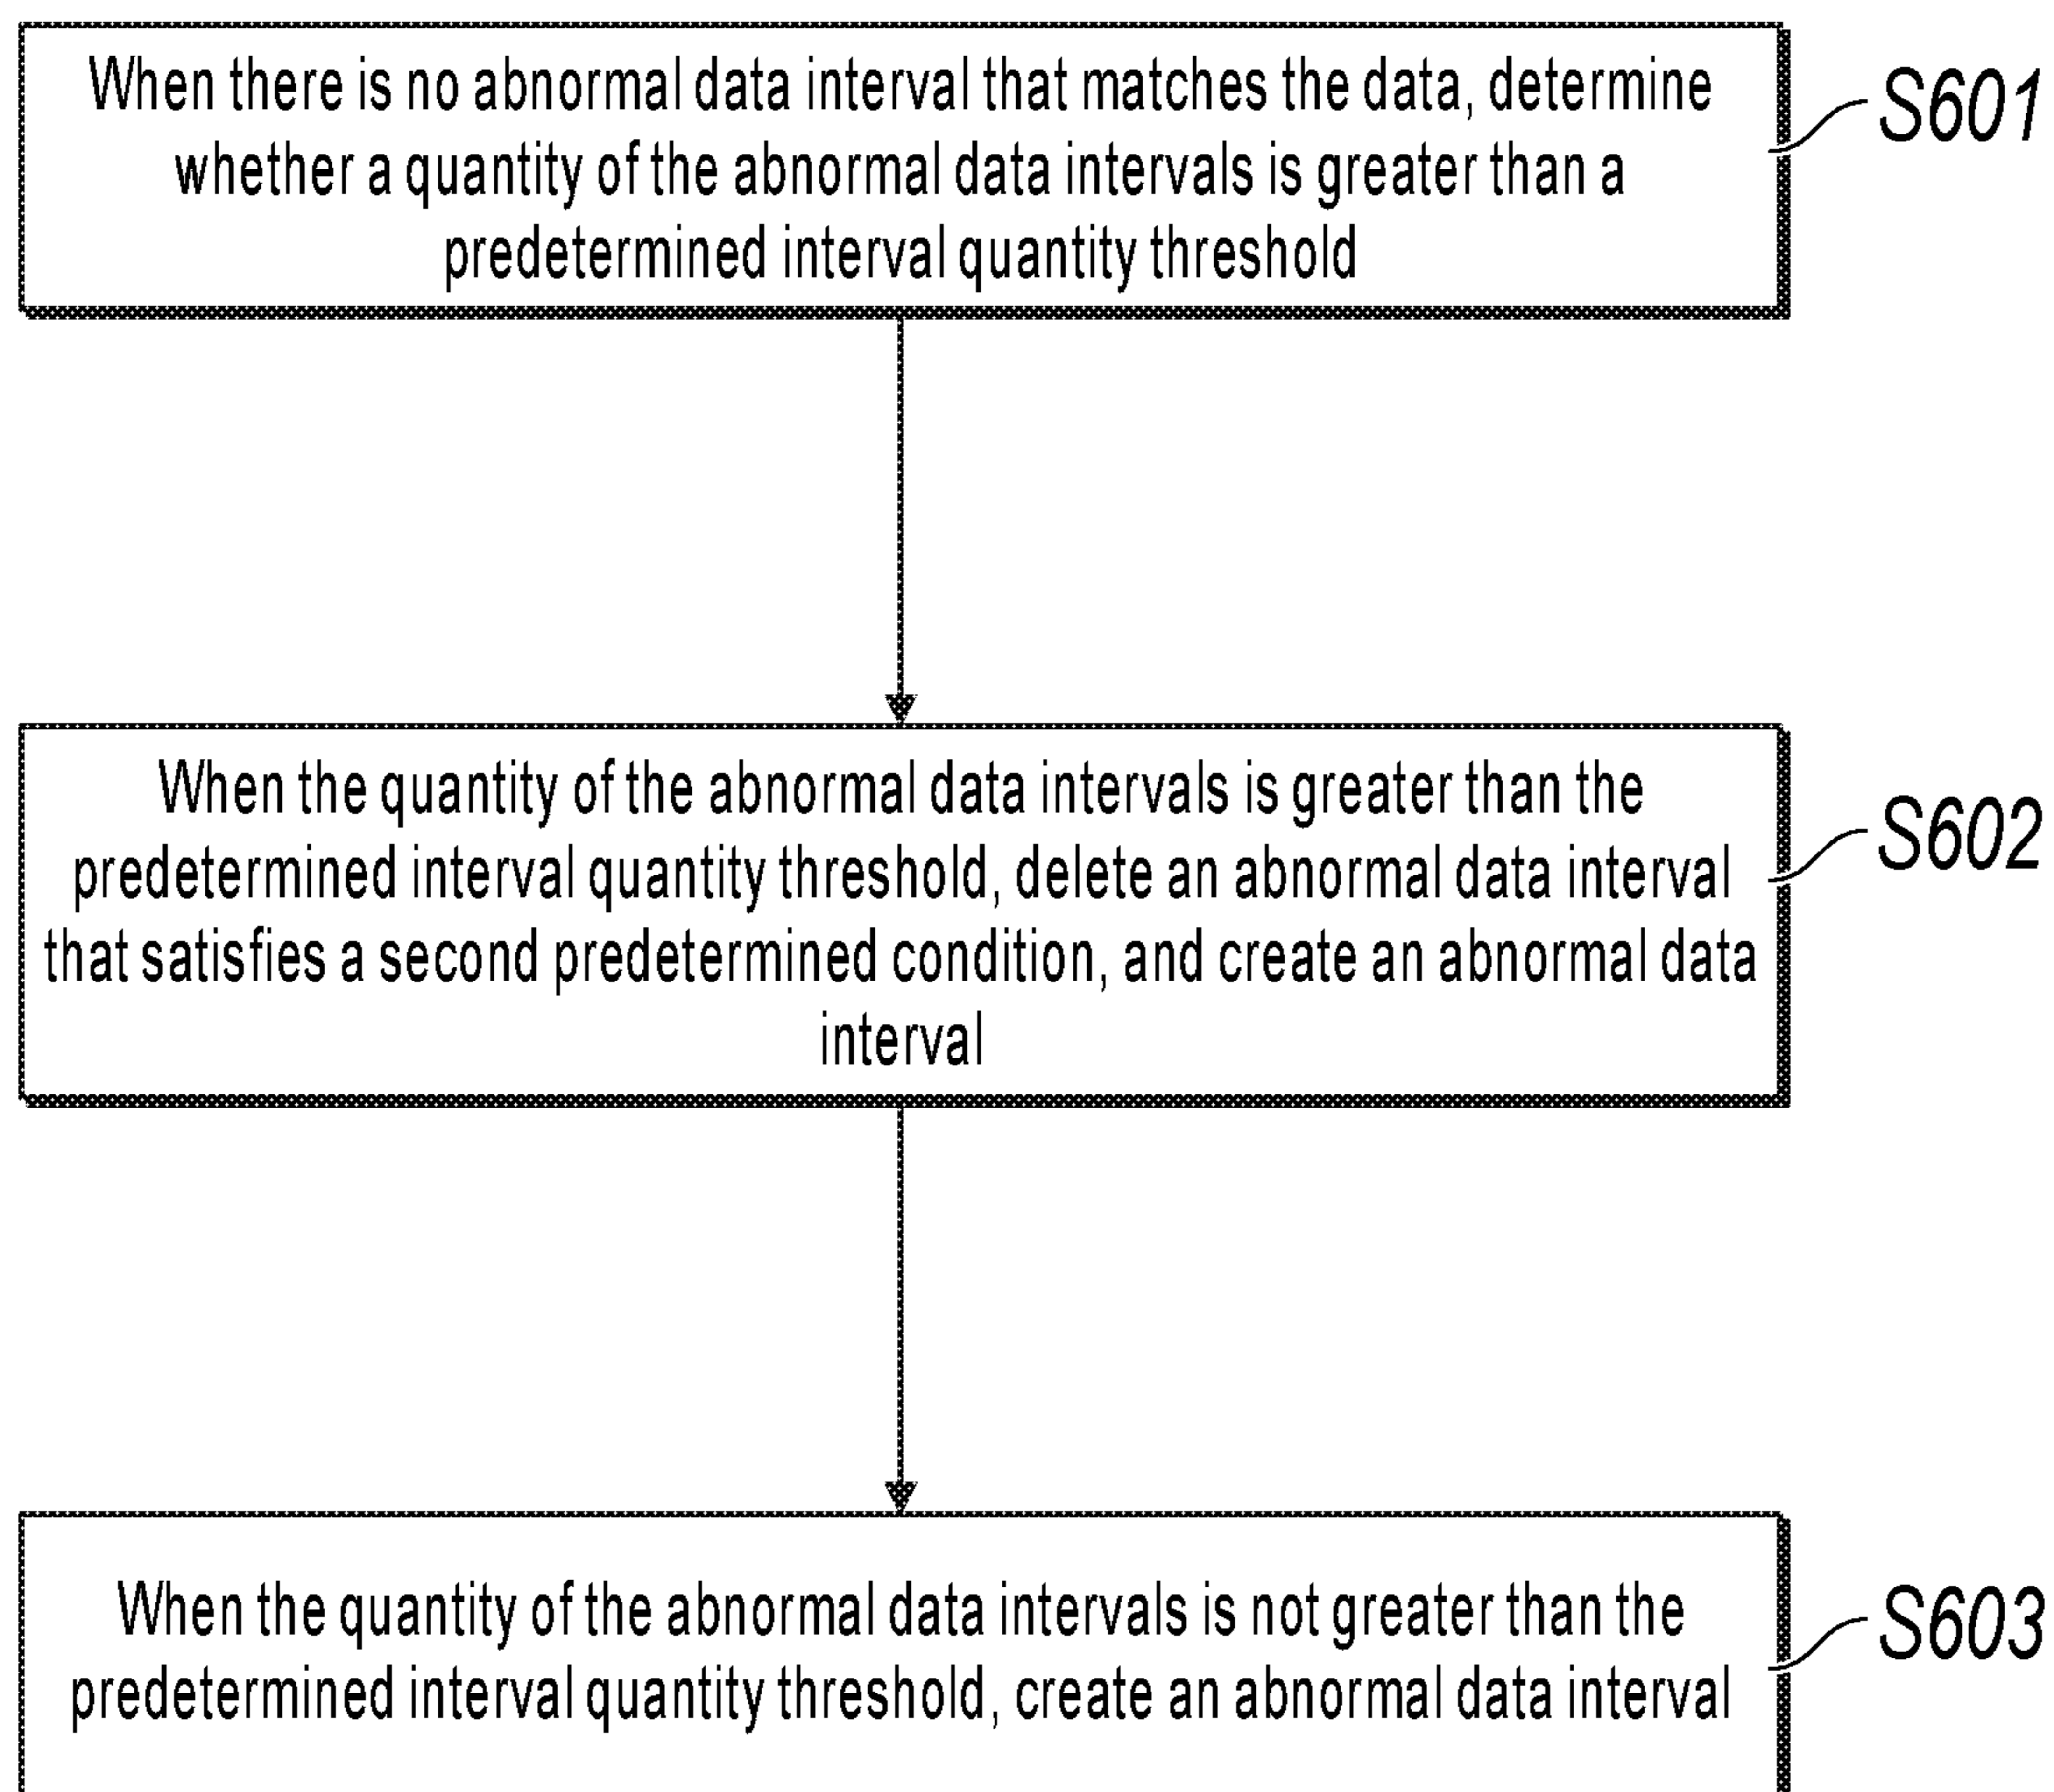 When there is no abnormal data interval that matches the data, determine
whether a quantity of the abnormal data intervals is greater than a
predetermined interval quantity threshold
S601
When the quantity of the abnormal data intervals is greater than the
predetermined interval quantity threshold, delete an abnormal data interval
that satisfies a second predetermined condition, and create an abnormal data
interval
S602
When the quantity of the abnormal data intervals is not greater than the
predetermined interval quantity threshold, create an abnormal data interval
S603